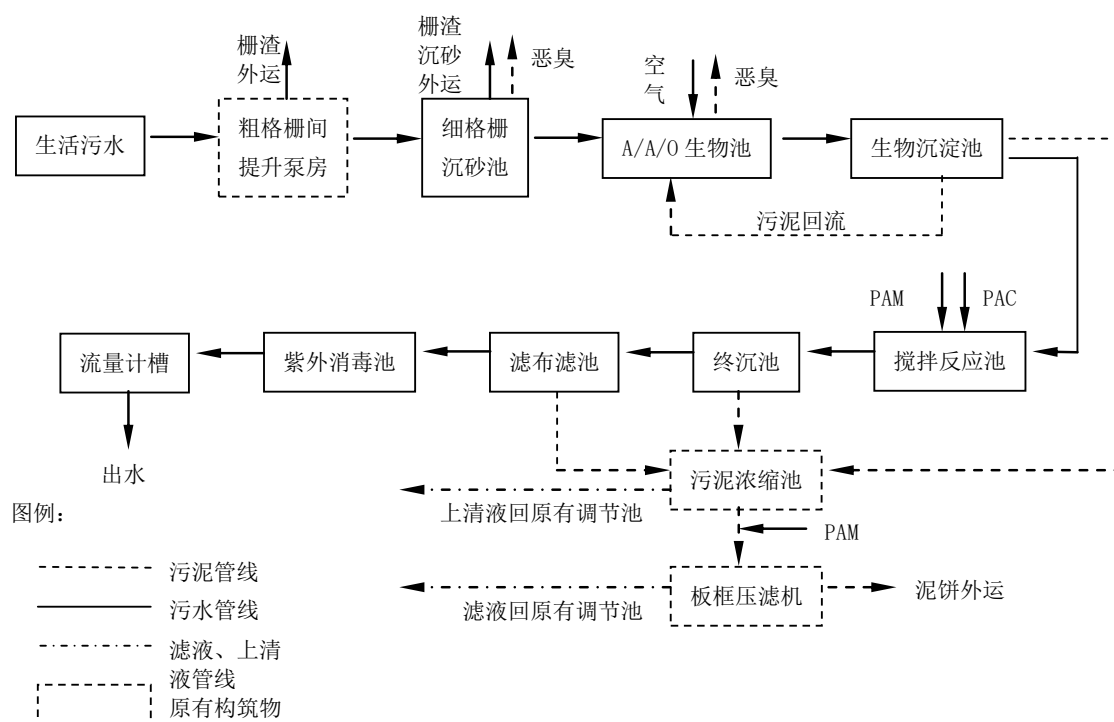 栅渣
外运
栅渣
沉砂
外运
恶臭
空
气
恶臭
生活污水
粗格栅间
提升泵房
细格栅
沉砂池
A/A/O 生物池
生物沉淀池
污泥回流
PAM
PAC
流量计槽
紫外消毒池
滤布滤池
终沉池
搅拌反应池
出水
污泥浓缩池
上清液回原有调节池
图例：
PAM
污泥管线
板框压滤机
泥饼外运
污水管线
滤液回原有调节池
滤液、上清
液管线
原有构筑物